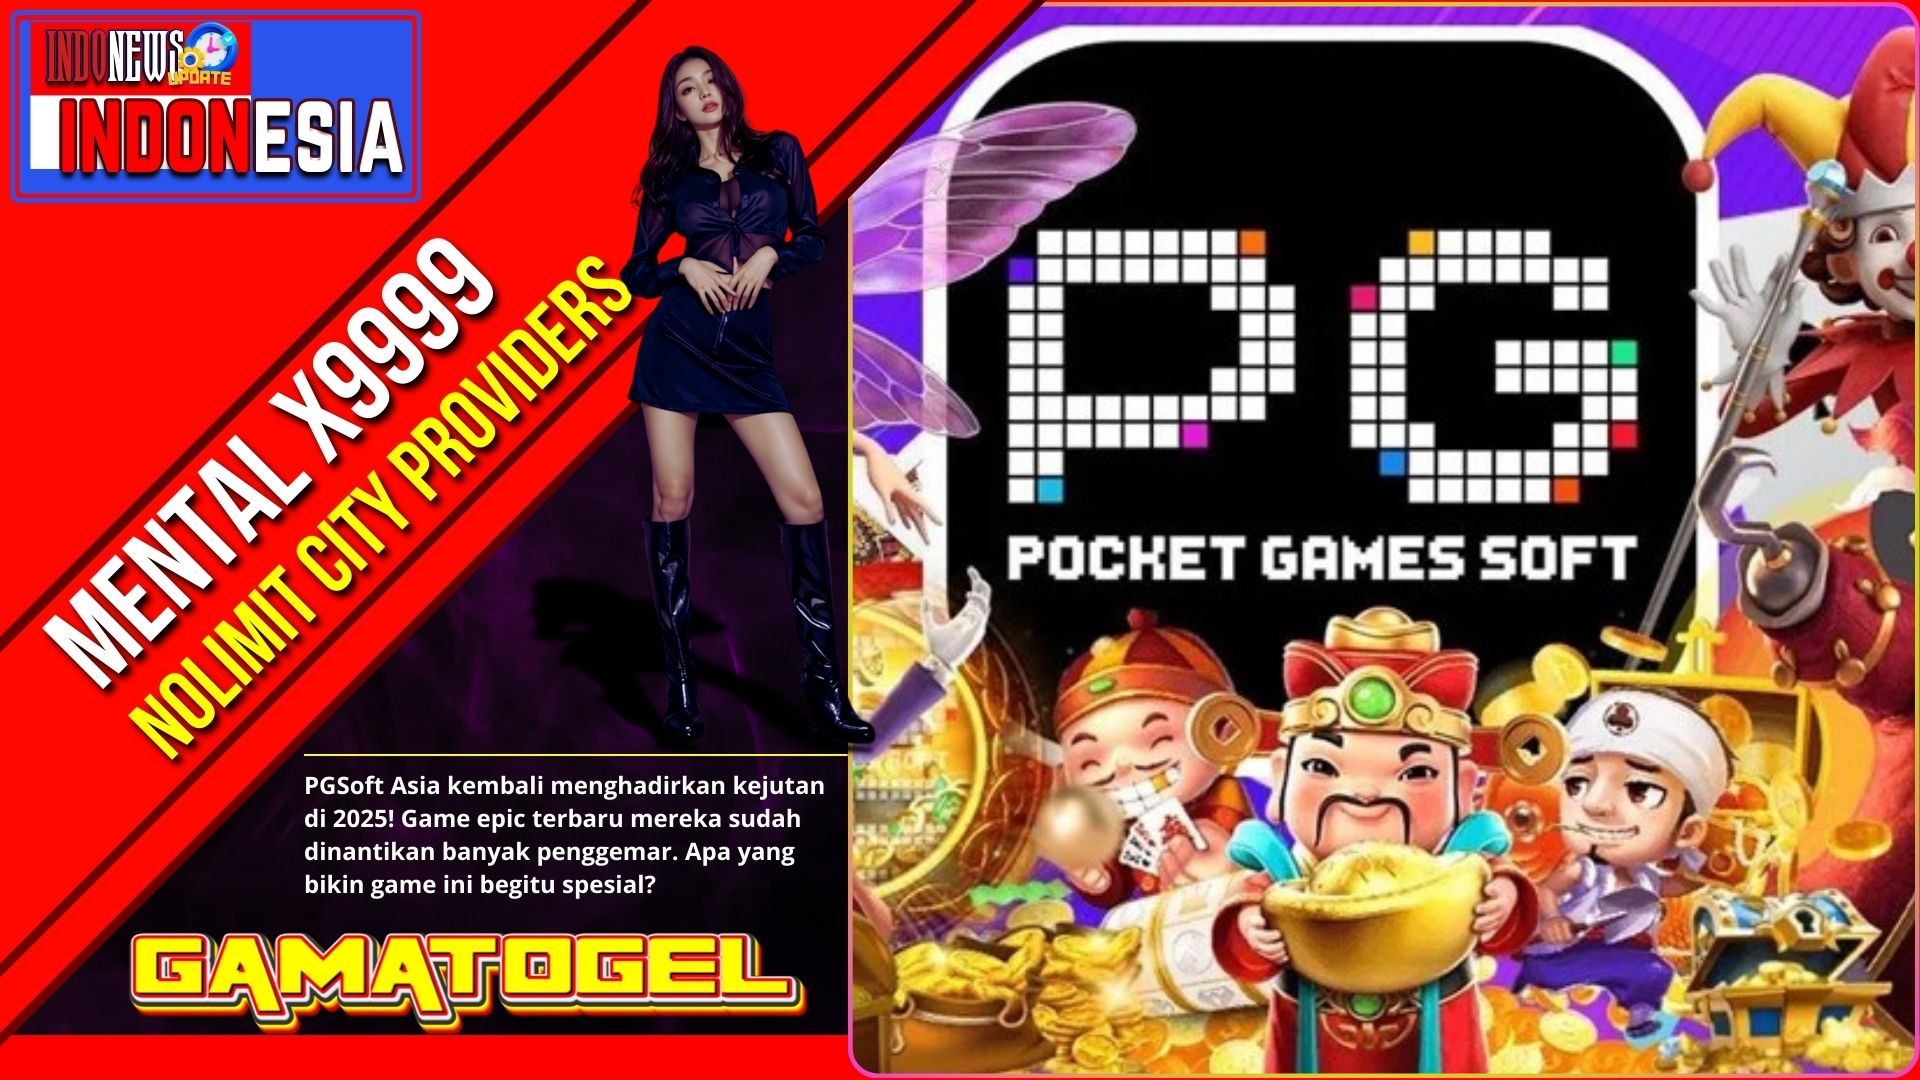 INDONEWS
UPDATE
INDONESIA
MENTAL X9999
NOLIMIT CITY PROVIDERS
PGSoft Asia kembali menghadirkan kejutan
di 2025! Game epic terbaru mereka sudah
dinantikan banyak penggemar. Apa yang
bikin game ini begitu spesial?
GAMATOGEL
PG
POCKET GAMES SOFT